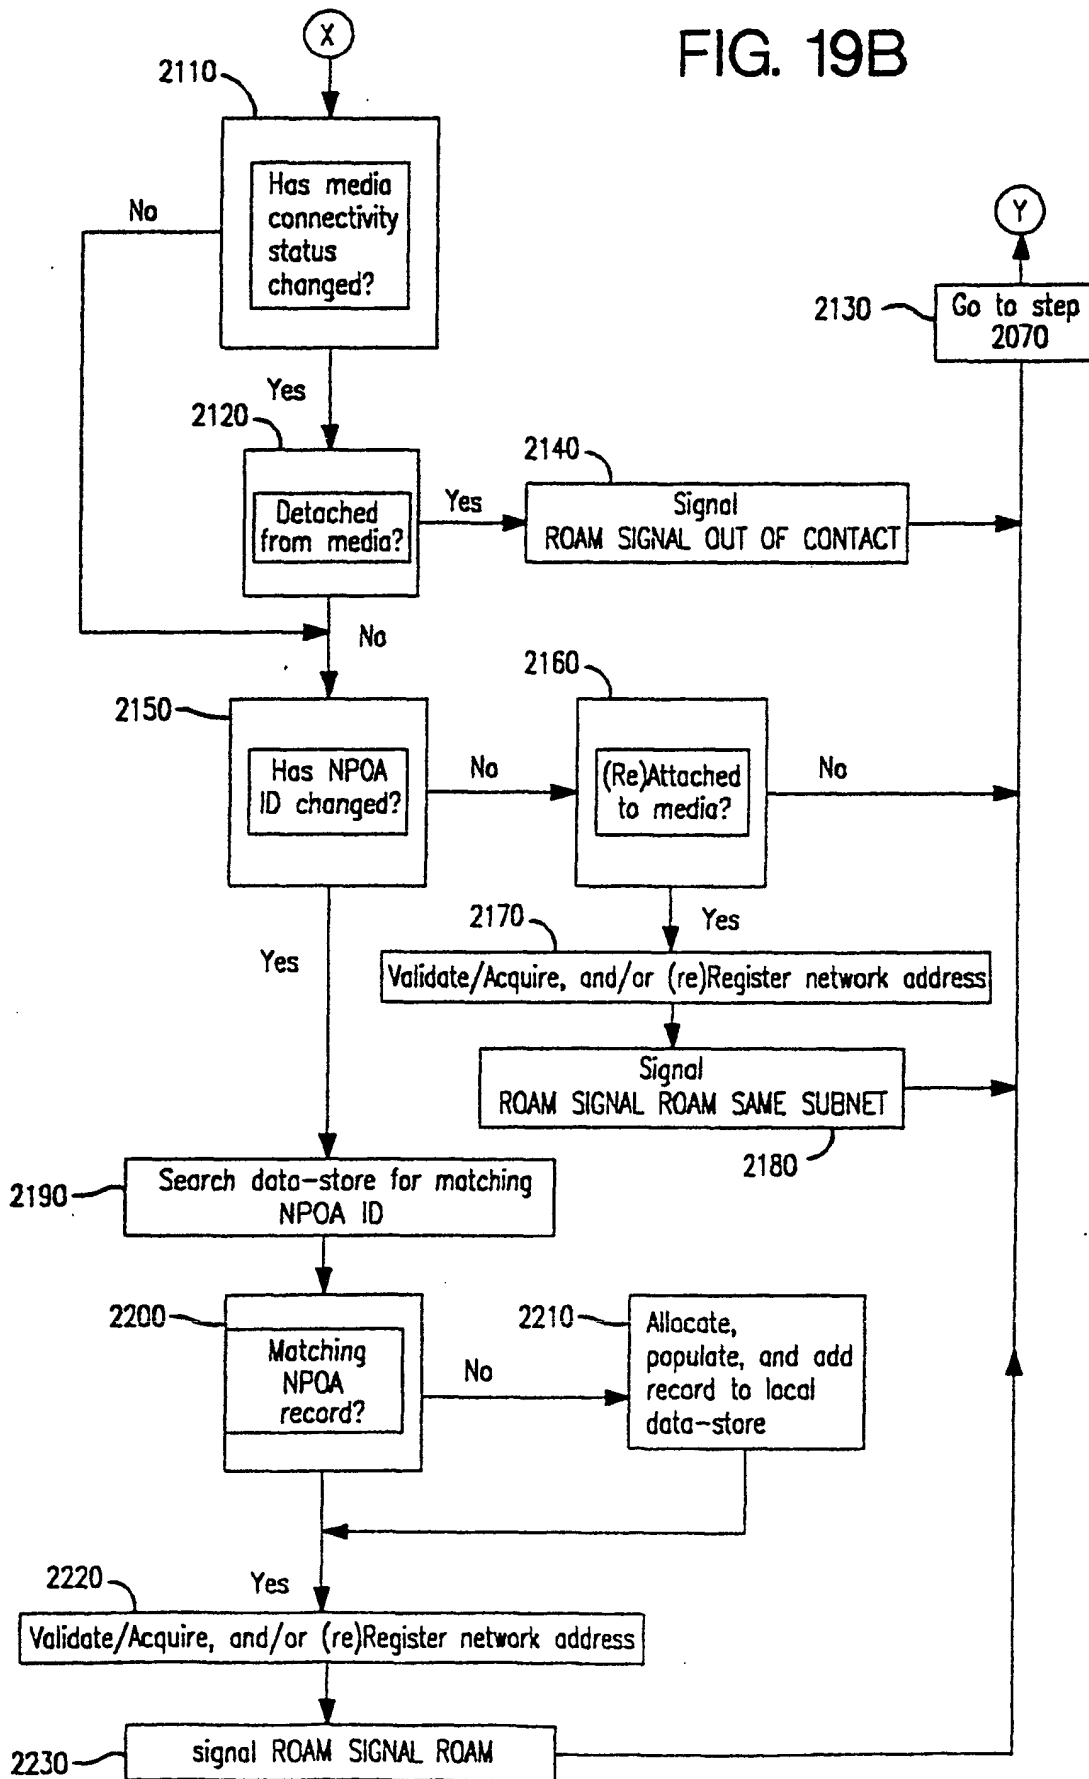 X
FIG. 19B
2110
Has media
connectivity
status
changed?
No
Y
2130
Go to step
2070
Yes
2120
Detached
from media?
Yes
2140
Signal
ROAM SIGNAL OUT OF CONTACT
No
2150
Has NPOA
ID changed?
No
2160
(Re)Attached
to media?
No
Yes
2170
Validate/Acquire, and/or (re)Register network address
Signal
ROAM SIGNAL ROAM SAME SUBNET
2180
Yes
2190
Search data-store for matching
NPOA ID
2200
Matching
NPOA
record?
No
2210
Allocate,
populate, and add
record to local
data-store
Yes
2220
Validate/Acquire, and/or (re)Register network address
2230
signal ROAM SIGNAL ROAM